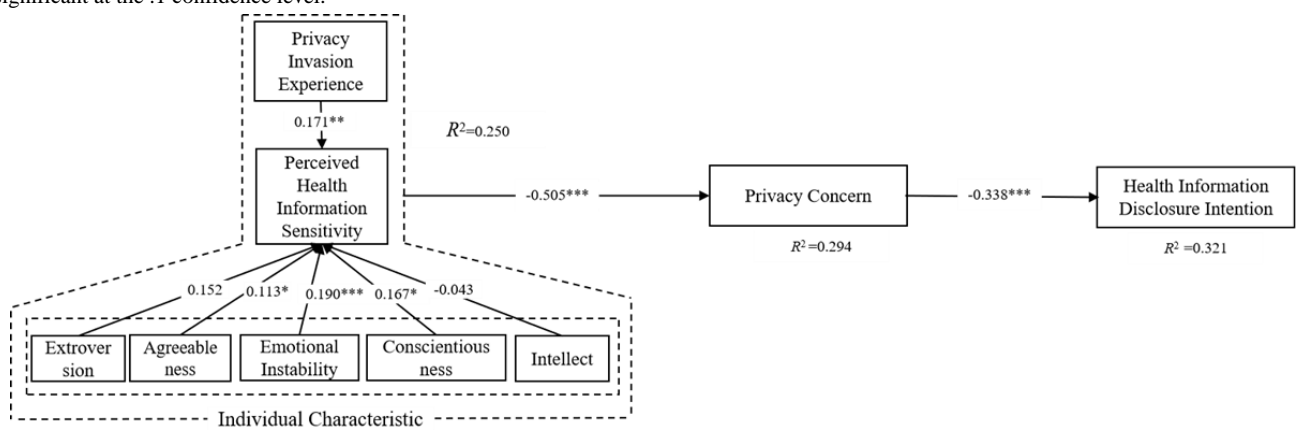 significant at the .1 confidence level.
Privacy
Invasion
Experience
0.171**
R²=0.250
Perceived
Health
Information
Sensitivity
-0.505***
Privacy Concern
-0.338***
Health Information
Disclosure Intention
R²=0.294
R² =0.321
0.152
0.113*
0.190***
0.167*
-0.043
Extrover
sion
Agreeable
ness
Emotional
Instability
Conscientious
ness
Intellect
Individual Characteristic